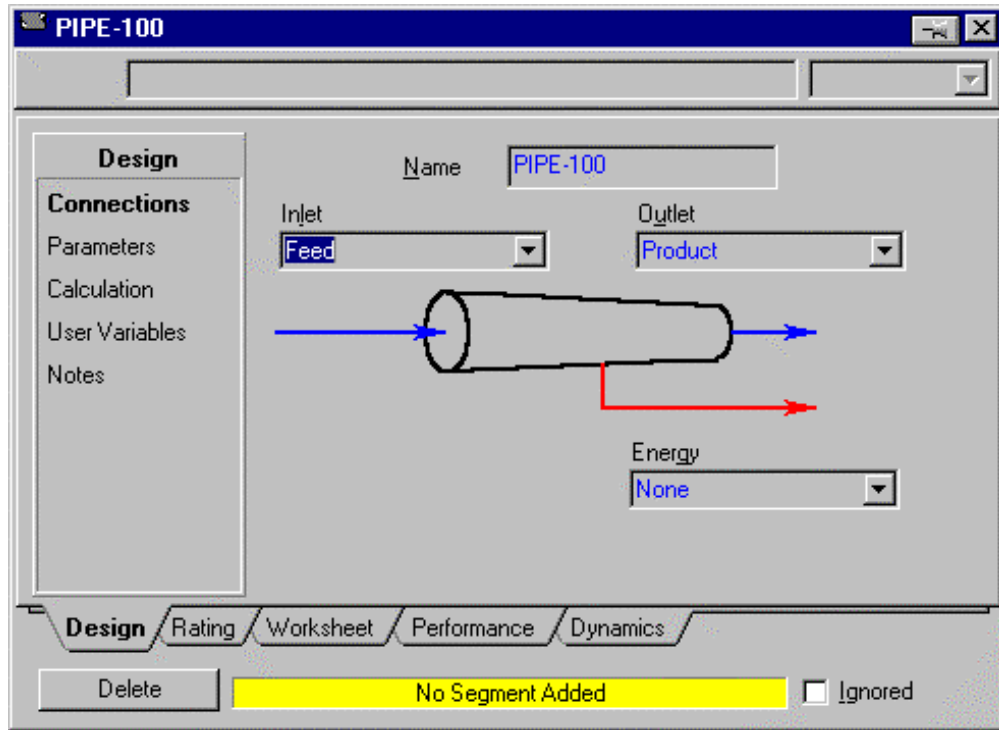 PIPE-100
Design
Connections
Parameters
Calculation
User Variables
Notes
Name PIPE-100
Inlet Outlet
Feed Product
Energy
None
Design Rating Worksheet Performance Dynamics
Delete No Segment Added Ignored